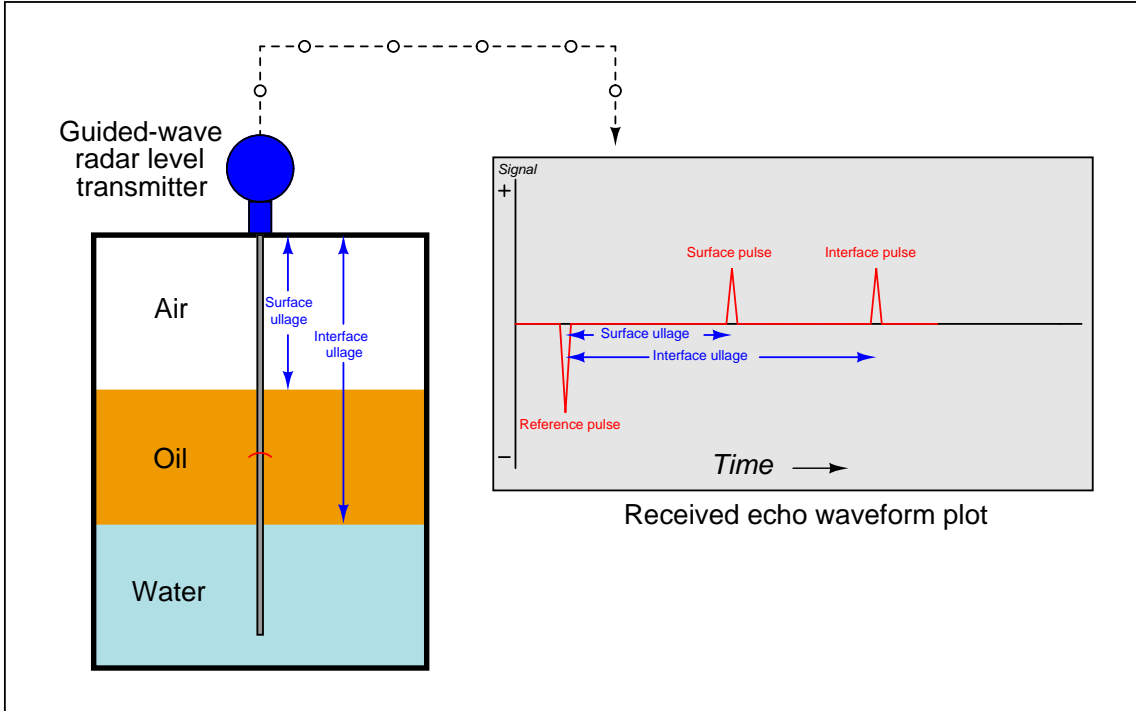 Guided-wave
radar level
transmitter
Air
Surface
ullage
Interface
ullage
Oil
Water
Signal
+
Surface pulse
Interface pulse
Surface ullage
Interface ullage
Reference pulse
–
Time
Received echo waveform plot